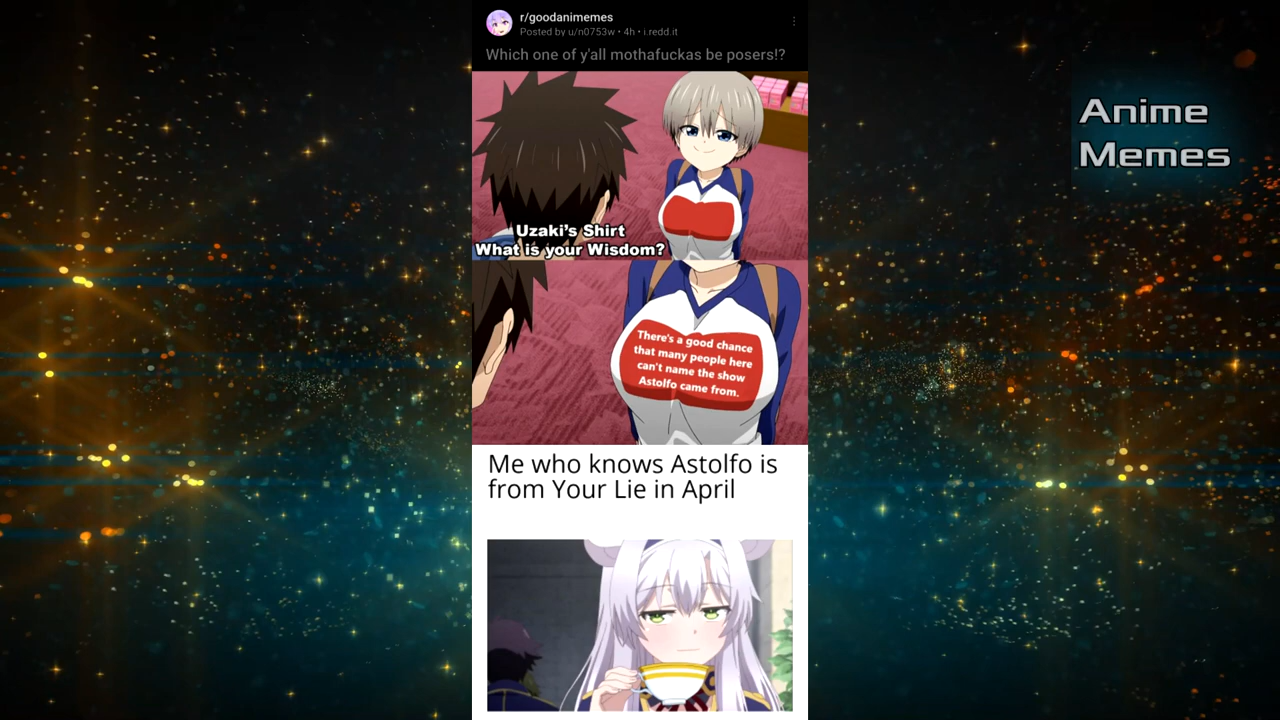 r/goodanimemes
Posted by u/n0753w • 4h • i.redd.it
Which one of y'all mothafuckas be posers!?
Anime
Memes
Uzaki's Shirt
What is your Wisdom?
There's a good chance
that many people here
can't name the show
Astolfo came from.
Me who knows Astolfo is
from Your Lie in April